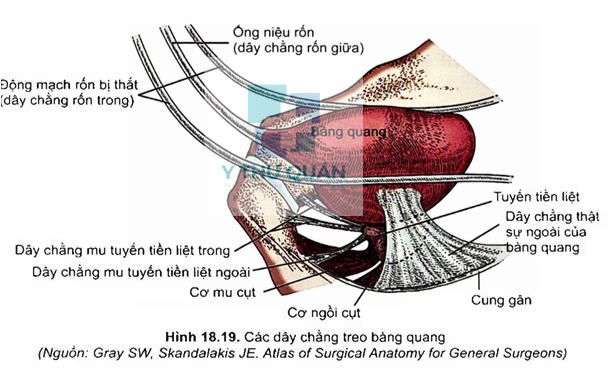 Ống niệu rốn
(dây chằng rốn giữa)
Động mạch rốn bị thắt
(dây chằng rốn trong)
Bàng quang
Y THƯ QUÁN
Tuyến tiền liệt
Dây chằng thật
sự ngoài của
bàng quang
Dây chằng mu tuyến tiền liệt trong
Dây chằng mu tuyến tiền liệt ngoài
Cơ mu cụt
Cơ ngồi cụt
Cung gân
Hình 18.19. Các dây chằng treo bàng quang
(Nguồn: Gray SW, Skandalakis JE. Atlas of Surgical Anatomy for General Surgeons)